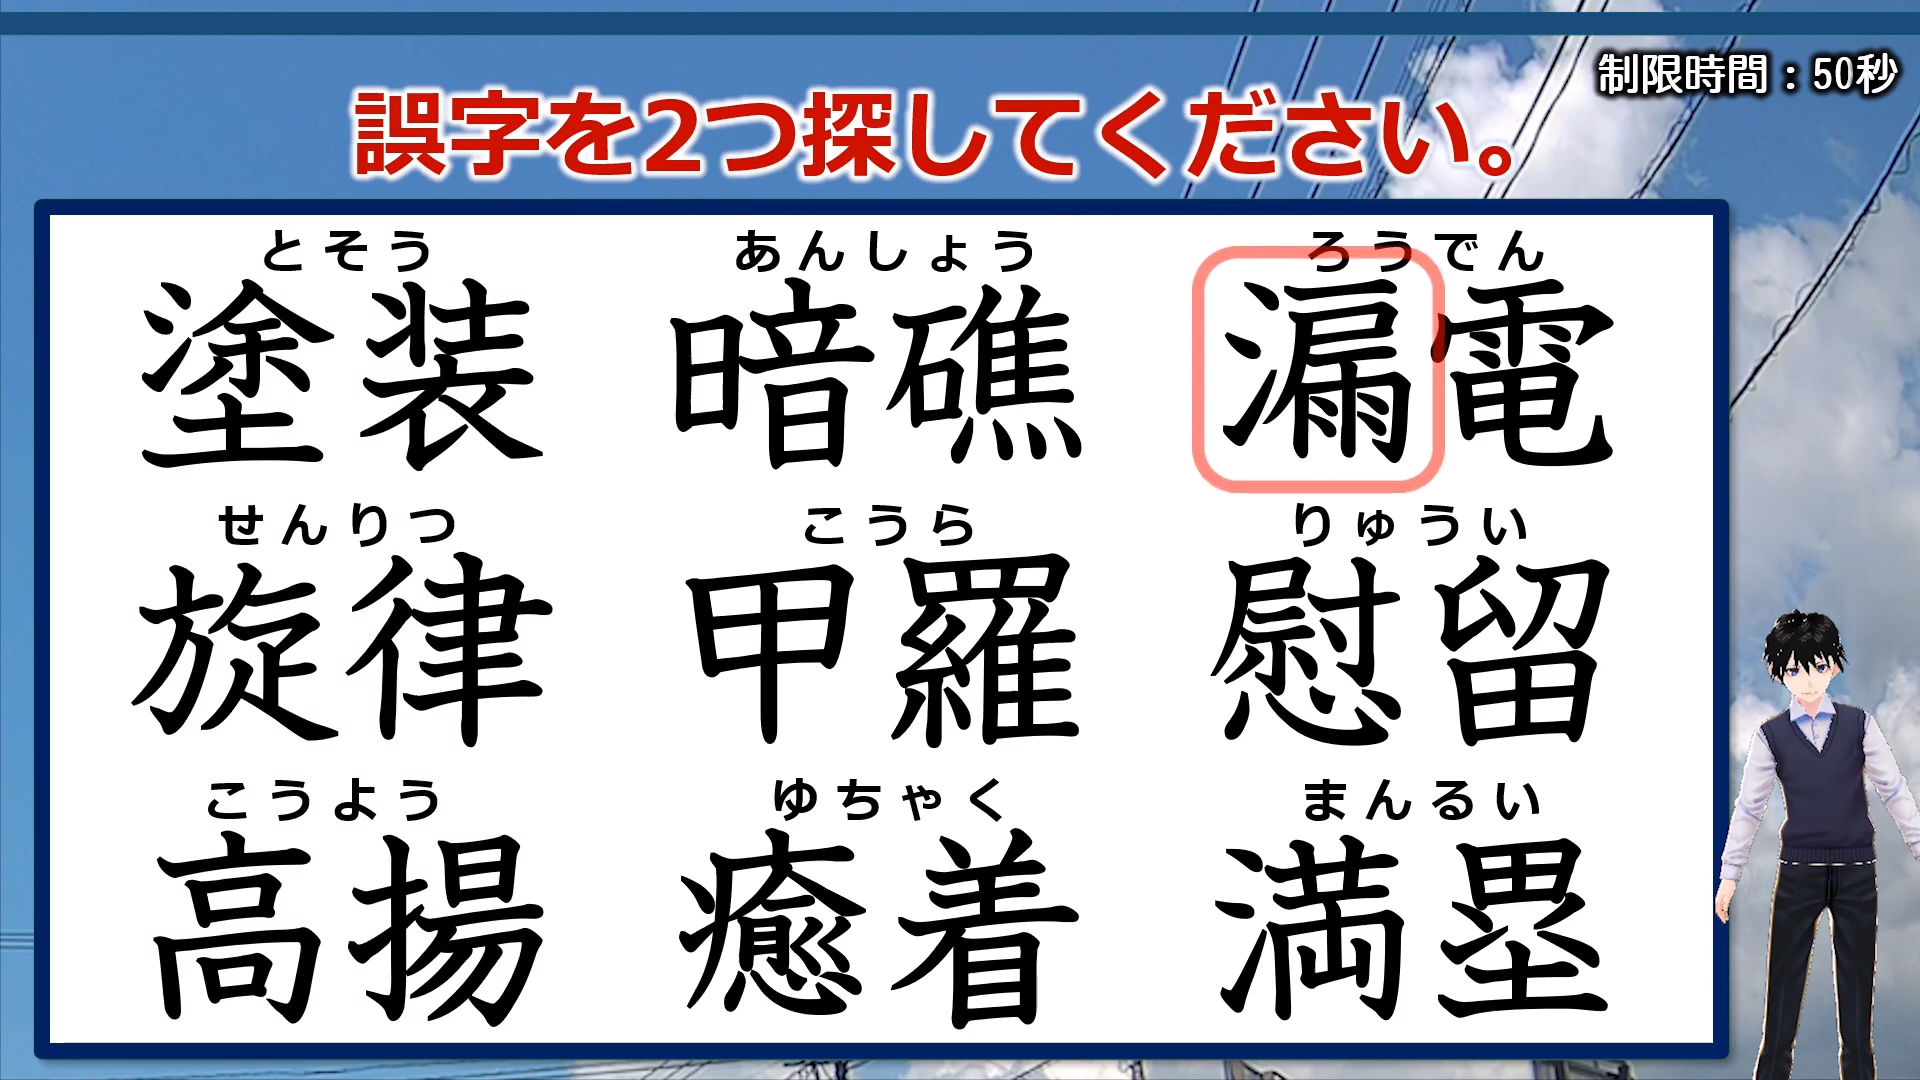 制限時間：50秒
誤字を2つ探してください。
とそう あんしょう ろうでん
塗装 暗礁 漏電
せんりつ こうら りゅうい
旋律 甲羅 慰留
こうよう ゆちゃく まんるい
高揚 癒着 満塁